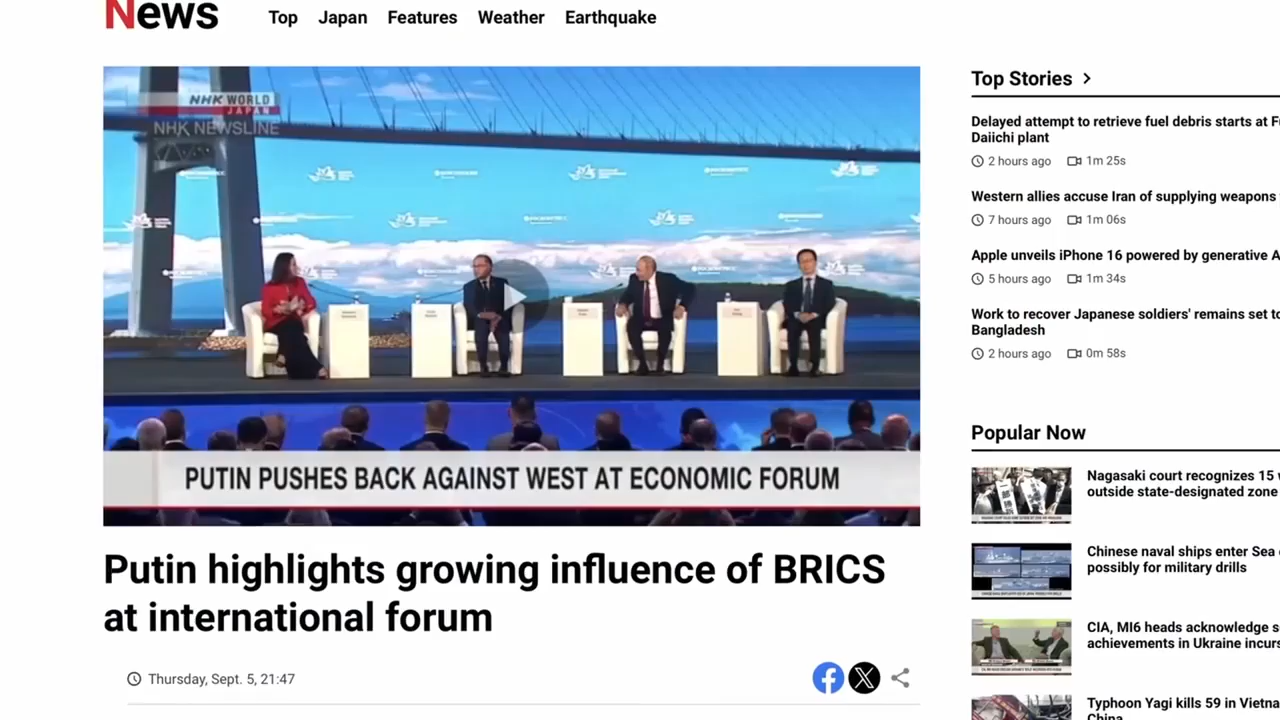 News
Top Japan Features Weather Earthquake
NHK WORLD
JAPAN
NHK NEWSLINE
PUTIN PUSHES BACK AGAINST WEST AT ECONOMIC FORUM
Putin highlights growing influence of BRICS
at international forum
Thursday, Sept. 5, 21:47
Top Stories
Delayed attempt to retrieve fuel debris starts at F
Daiichi plant
2 hours ago 1m 25s
Western allies accuse Iran of supplying weapons
7 hours ago 1m 06s
Apple unveils iPhone 16 powered by generative A
5 hours ago 1m 34s
Work to recover Japanese soldiers' remains set to
Bangladesh
2 hours ago 0m 58s
Popular Now
Nagasaki court recognizes 15
outside state-designated zone
Chinese naval ships enter Sea
possibly for military drills
CIA, MI6 heads acknowledge s
achievements in Ukraine incurs
Typhoon Yagi kills 59 in Vietna
China